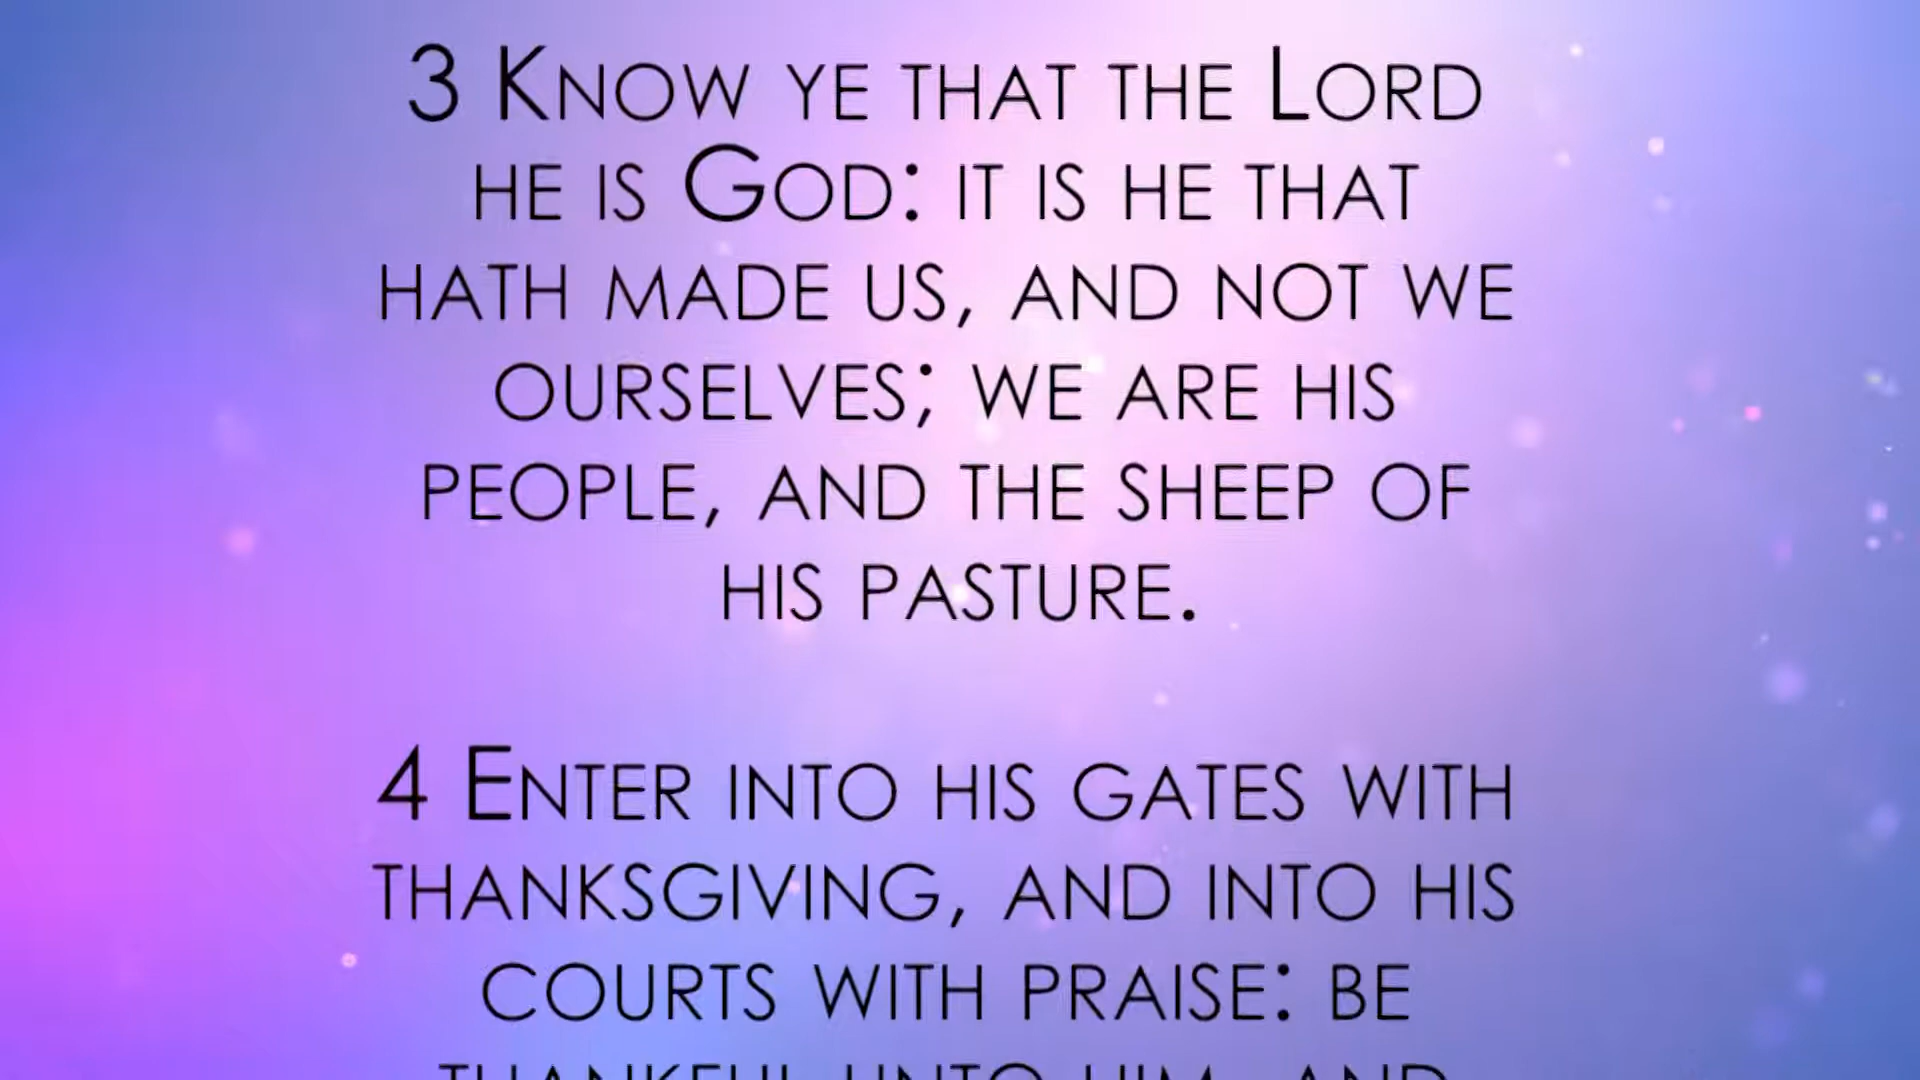 3 Know ye that the Lord
he is God: it is he that
hath made us, and not we
ourselves; we are his
people, and the sheep of
his pasture.
4 Enter into his gates with
thanksgiving, and into his
courts with praise: be
thankful unto him, and